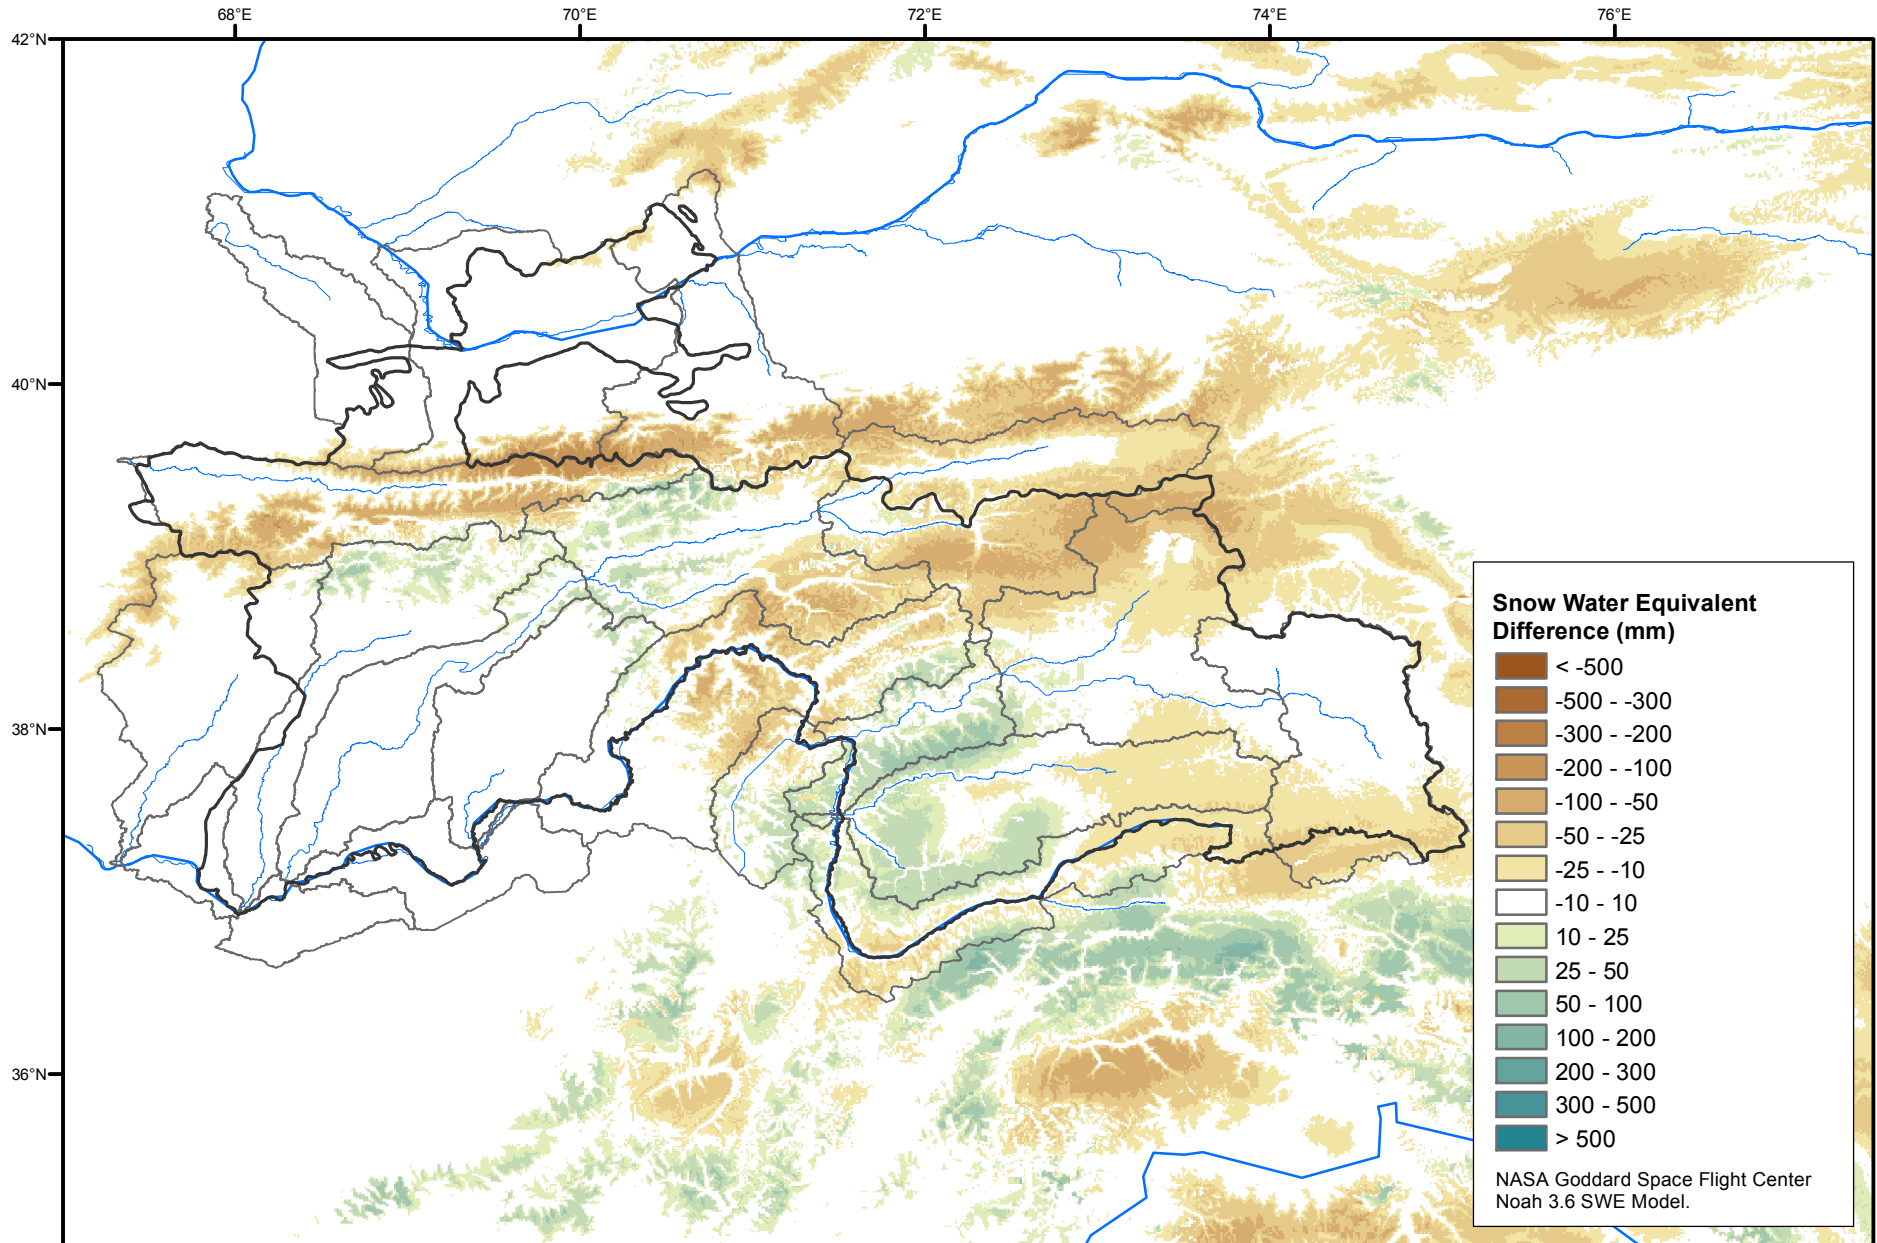 68°E 70°E 72°E 74°E 76°E
42°N
40°N
38°N
36°N
Snow Water Equivalent
Difference (mm)
< -500
-500 - -300
-300 - -200
-200 - -100
-100 - -50
-50 - -25
-25 - -10
-10 - 10
10 - 25
25 - 50
50 - 100
100 - 200
200 - 300
300 - 500
> 500
NASA Goddard Space Flight Center
Noah 3.6 SWE Model.